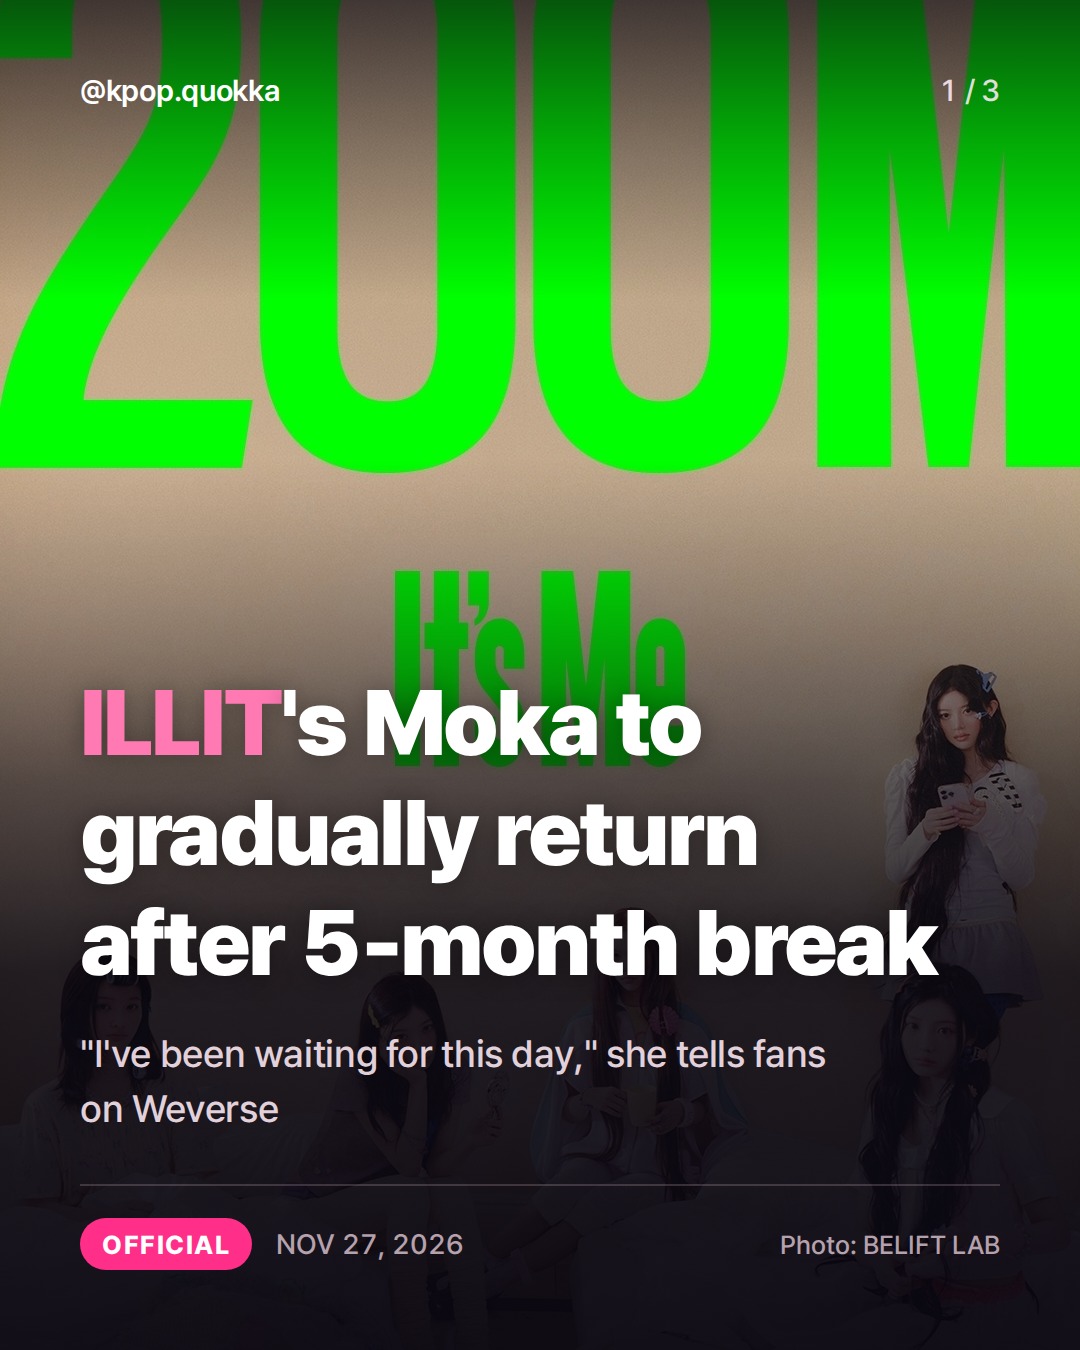 ZOOM
@kpop.quokka
1 / 3
It's Me
ILLIT's Moka to
gradually return
after 5-month break
"I've been waiting for this day," she tells fans
on Weverse
OFFICIAL
NOV 27, 2026
Photo: BELIFT LAB